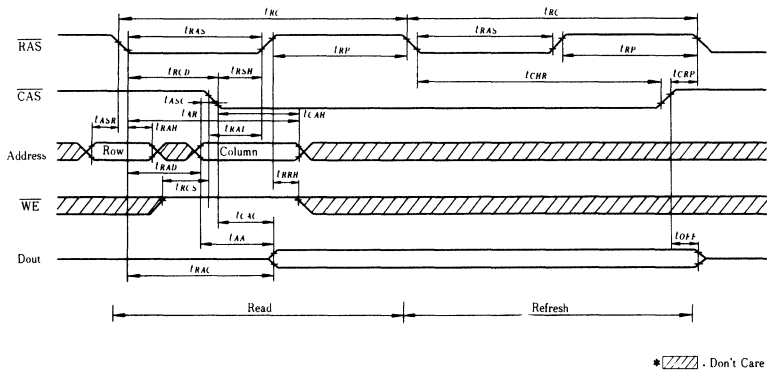 tRC tRC
tRAS tRAS
RAS
tRP tRP
tRCD tRSH tCHR tCRP
CAS
tASC
tAR tCAH
tASR tRAH tRAL
Address Row Column
tRAD tRRH
tRCS
WE
tCAC
tAA tOFF
Dout
tRAC
Read Refresh
* . Don't Care